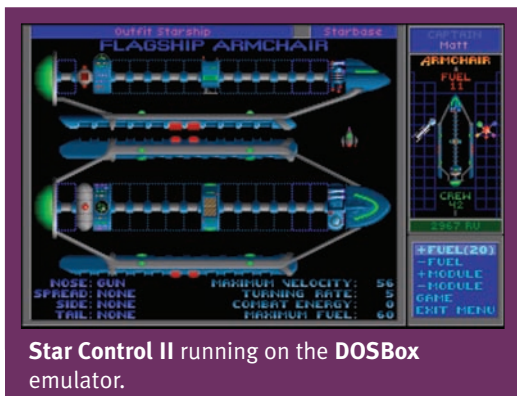 Outfit Starship
Starbase
FLAGSHIP ARMCHAIR
CAPTAIN
Matt
ARMCHAIR
FUEL
11
CREW
42
2967 RU
+FUEL(20)
-FUEL
+MODULE
-MODULE
GAME
EXIT MENU
NOSE: GUN
SPREAD: NONE
SIDE: NONE
TAIL: NONE
MAXIMUM VELOCITY: 56
TURNING RATE: 5
COMBAT ENERGY: 0
MAXIMUM FUEL: 60
Star Control II running on the DOSBox
emulator.